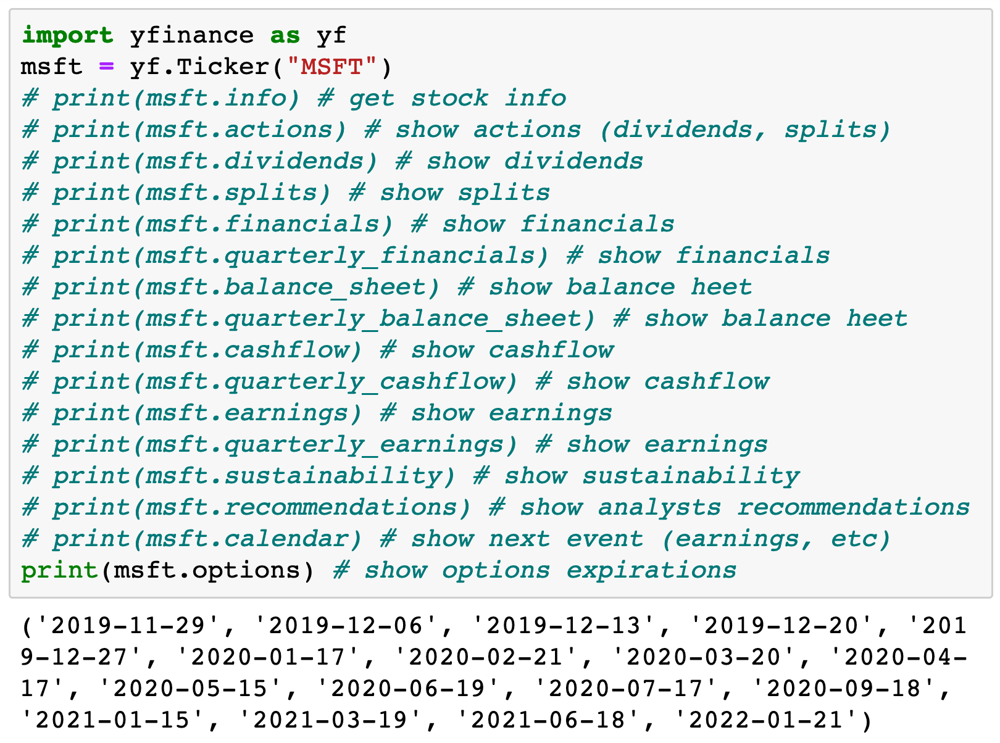 import yfinance as yf
msft = yf.Ticker("MSFT")
# print(msft.info) # get stock info
# print(msft.actions) # show actions (dividends, splits)
# print(msft.dividends) # show dividends
# print(msft.splits) # show splits
# print(msft.financials) # show financials
# print(msft.quarterly_financials) # show financials
# print(msft.balance_sheet) # show balance heet
# print(msft.quarterly_balance_sheet) # show balance heet
# print(msft.cashflow) # show cashflow
# print(msft.quarterly_cashflow) # show cashflow
# print(msft.earnings) # show earnings
# print(msft.quarterly_earnings) # show earnings
# print(msft.sustainability) # show sustainability
# print(msft.recommendations) # show analysts recommendations
# print(msft.calendar) # show next event (earnings, etc)
print(msft.options) # show options expirations
('2019-11-29', '2019-12-06', '2019-12-13', '2019-12-20', '201
9-12-27', '2020-01-17', '2020-02-21', '2020-03-20', '2020-04-
17', '2020-05-15', '2020-06-19', '2020-07-17', '2020-09-18',
'2021-01-15', '2021-03-19', '2021-06-18', '2022-01-21')